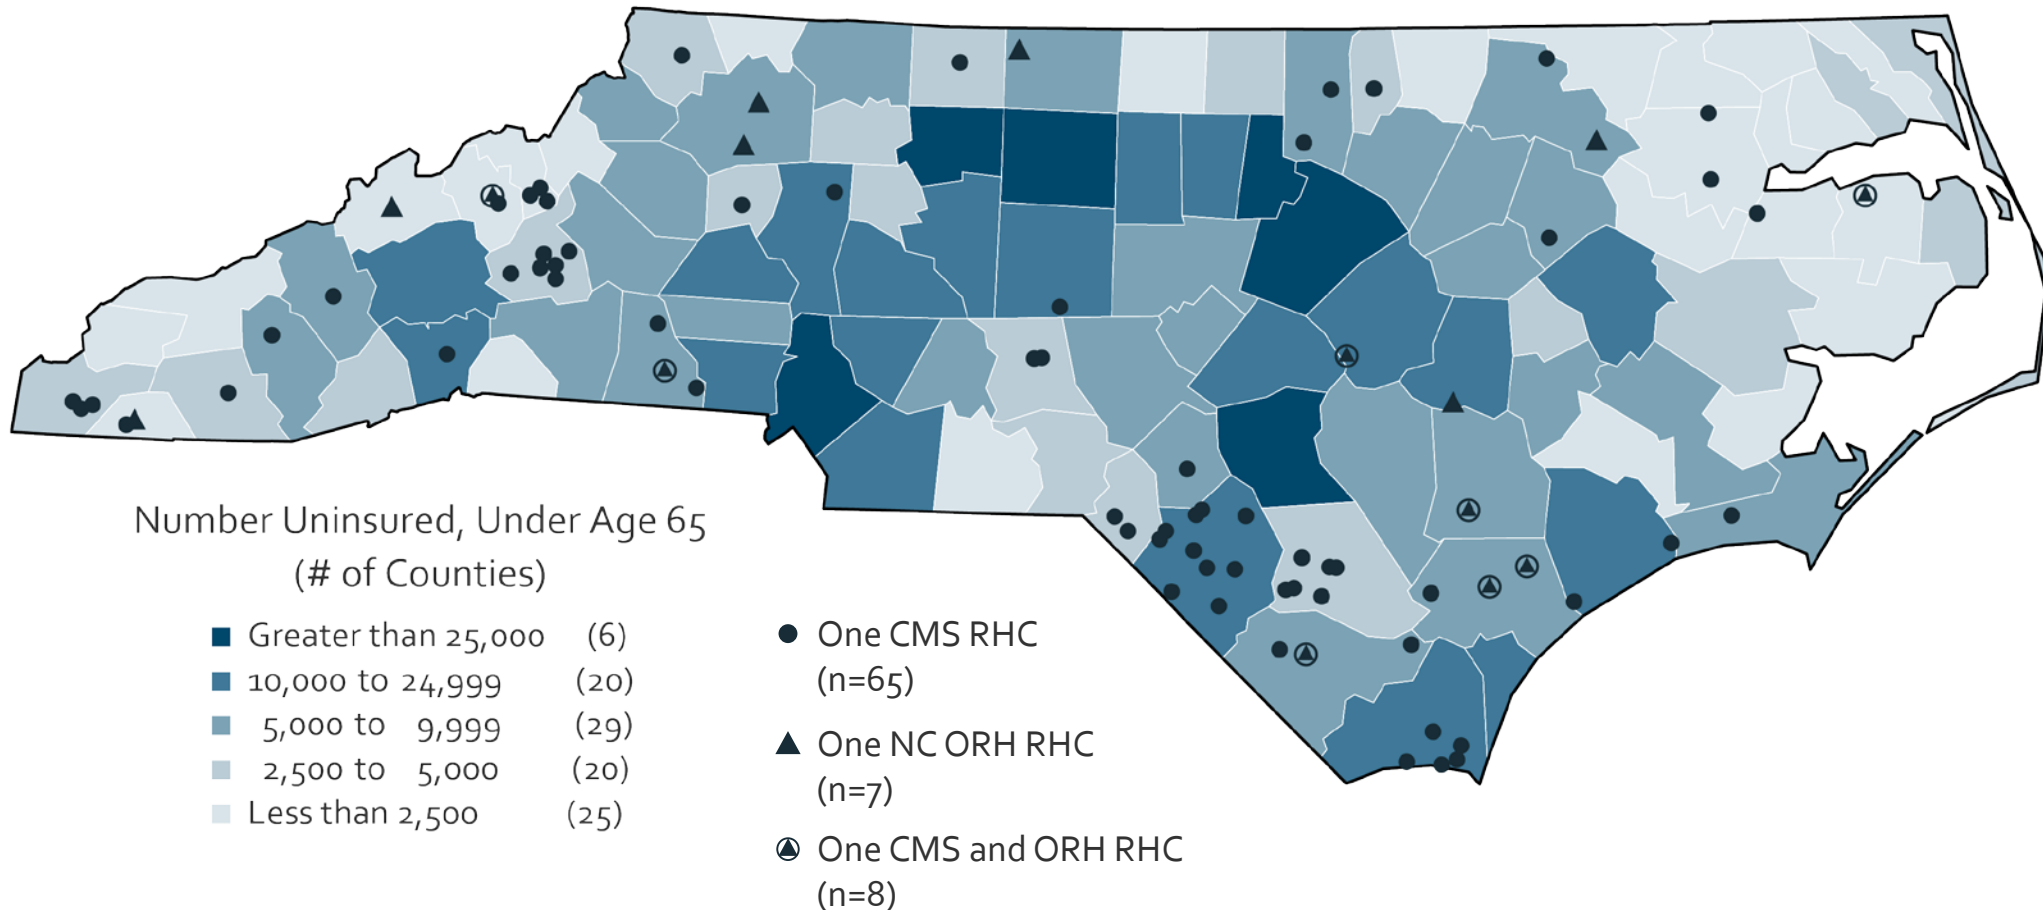 Number Uninsured, Under Age 65
(# of Counties)
Greater than 25,000 (6)
10,000 to 24,999 (20)
5,000 to 9,999 (29)
2,500 to 5,000 (20)
Less than 2,500 (25)
One CMS RHC
(n=65)
One NC ORH RHC
(n=7)
One CMS and ORH RHC
(n=8)